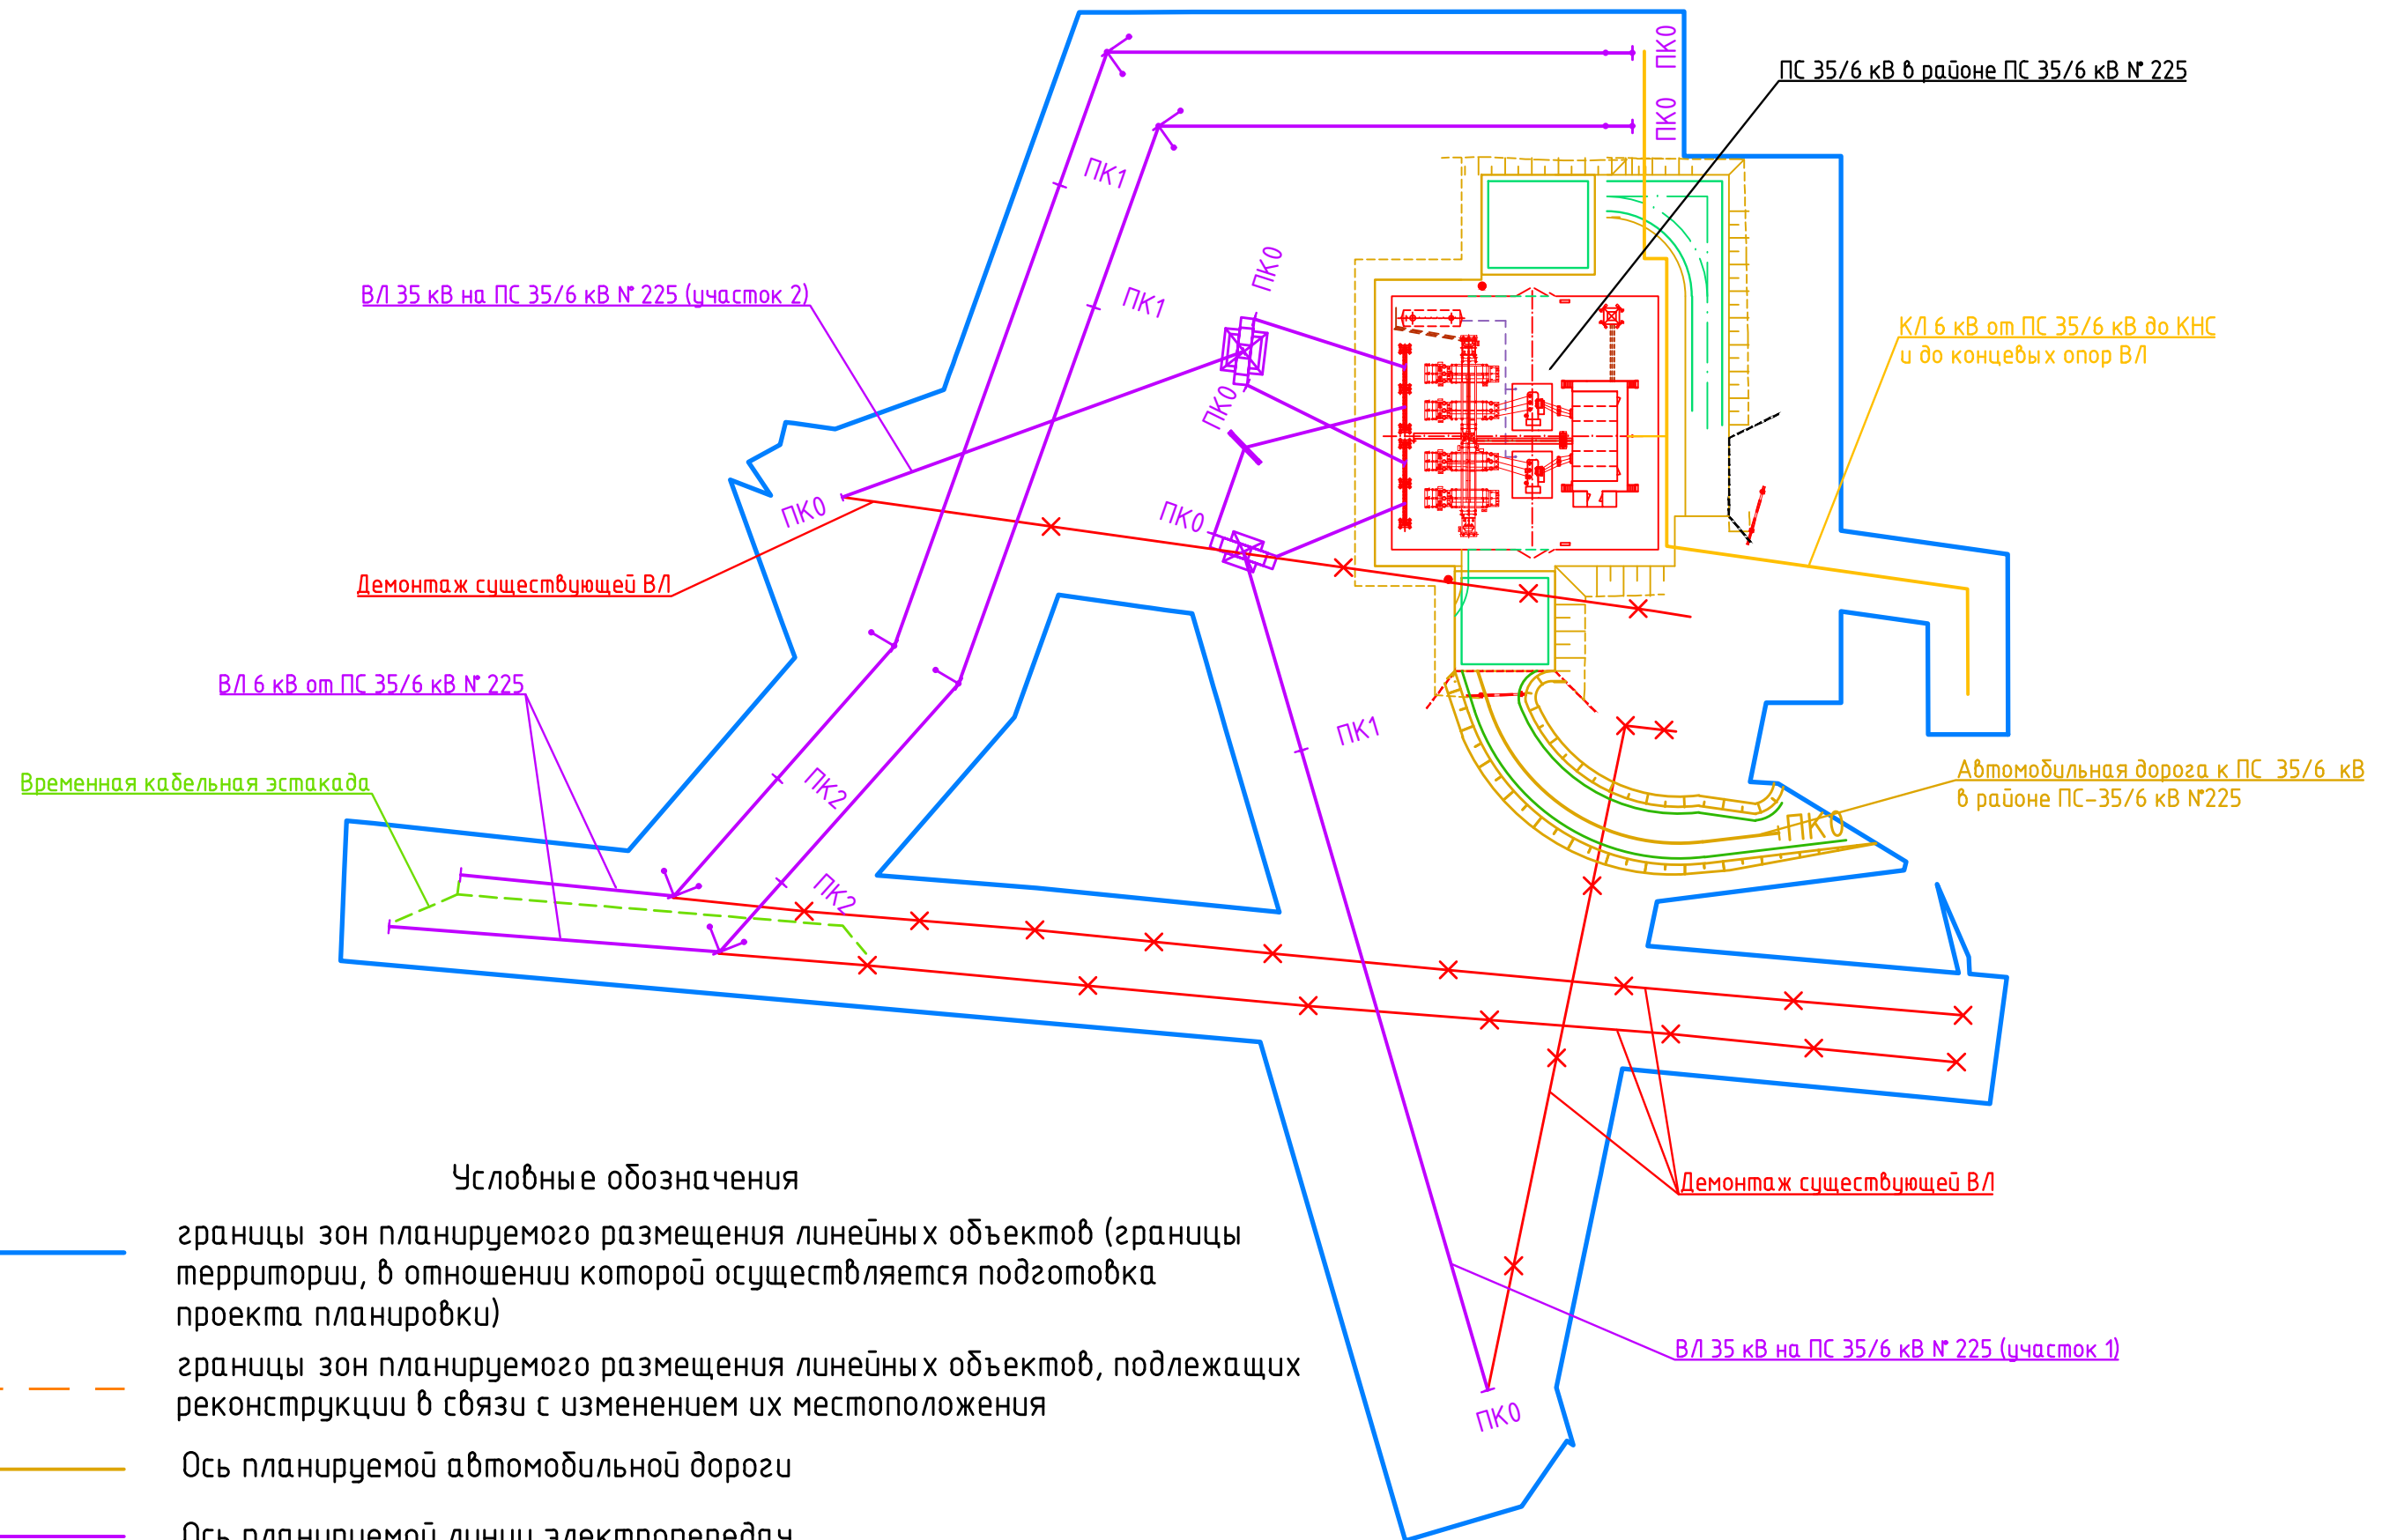 ПК0
ПК0
ПС 35/6 кВ в районе ПС 35/6 кВ № 225
ПК1
ПК0
ВЛ 35 кВ на ПС 35/6 кВ № 225 (участок 2)
ПК1
КЛ 6 кВ от ПС 35/6 кВ до КНС
и до концевых опор ВЛ
ПК0
ПК0
ПК0
Демонтаж существующей ВЛ
ВЛ 6 кВ от ПС 35/6 кВ № 225
ПК1
Временная кабельная эстакада
ПК2
Автомобильная дорога к ПС 35/6 кВ
в районе ПС-35/6 кВ №225
ПК0
ПК2
Демонтаж существующей ВЛ
Условные обозначения
границы зон планируемого размещения линейных объектов (границы
территории, в отношении которой осуществляется подготовка
проекта планировки)
ВЛ 35 кВ на ПС 35/6 кВ № 225 (участок 1)
границы зон планируемого размещения линейных объектов, подлежащих
реконструкции в связи с изменением их местоположения
ПК0
Ось планируемой автомобильной дороги
Ось планируемой линии электропередач